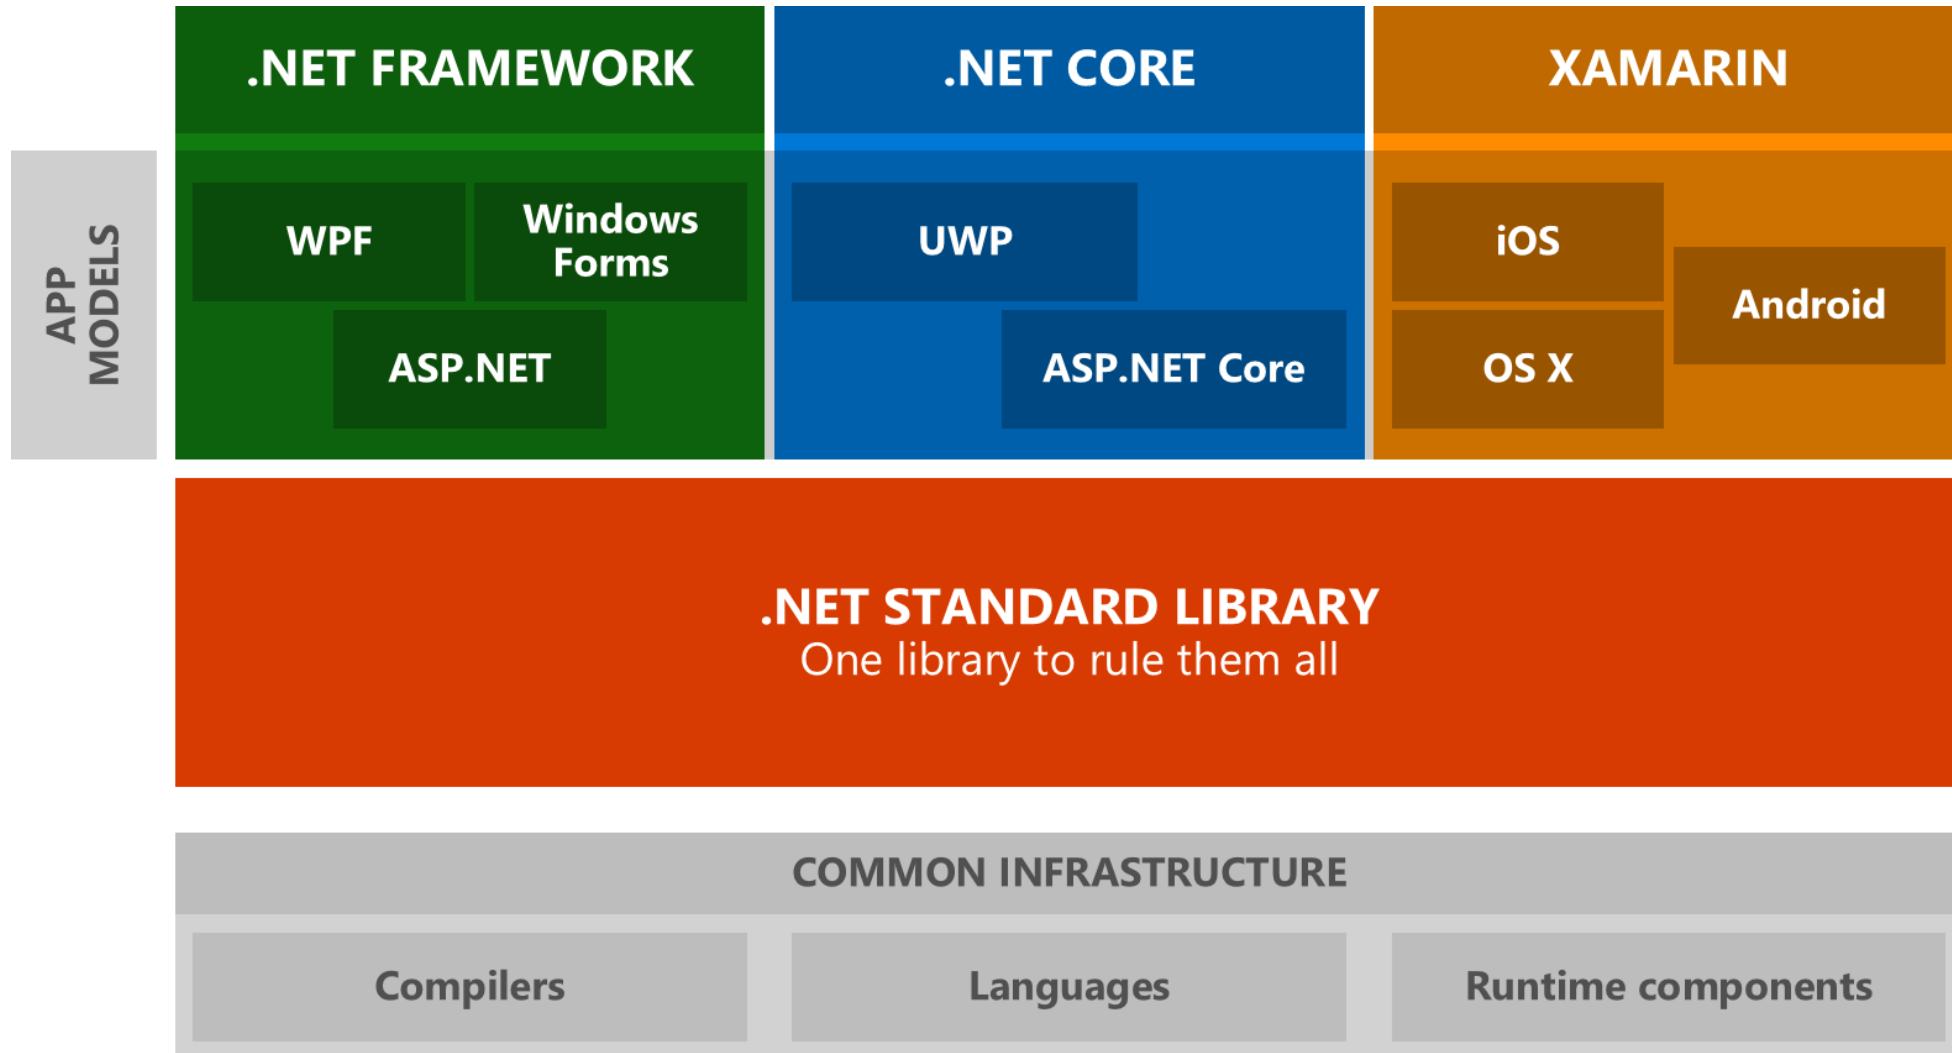 .NET FRAMEWORK
.NET CORE
XAMARIN
APP
MODELS
WPF
Windows
Forms
ASP.NET
UWP
ASP.NET Core
iOS
Android
OS X
.NET STANDARD LIBRARY
One library to rule them all
COMMON INFRASTRUCTURE
Compilers
Languages
Runtime components